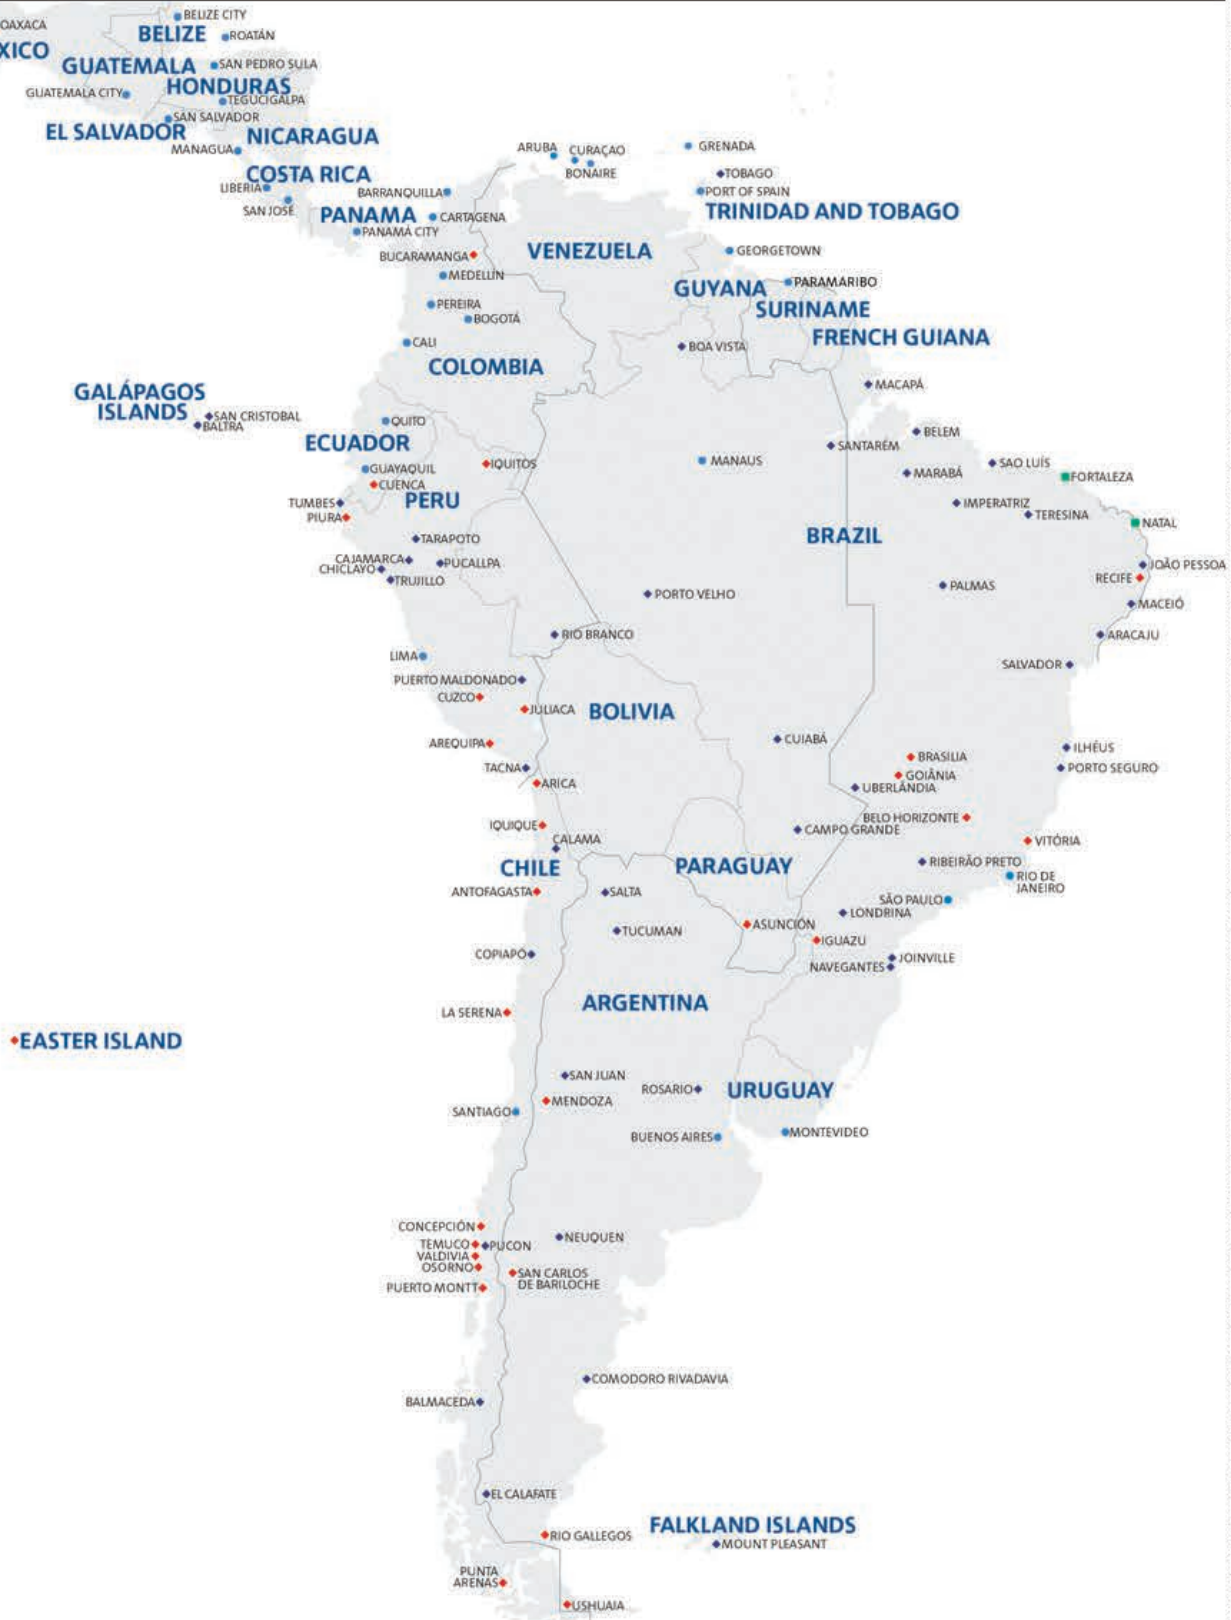 BELIZE CITY
OAXACA
BELIZE
ROATÁN
XICO
GUATEMALA
SAN PEDRO SULA
HONDURAS
GUATEMALA CITY
TEGUCIGALPA
SAN SALVADOR
EL SALVADOR
NICARAGUA
MANAGUA
ARUBA
CURAÇAO
GRENADA
BONAIRE
COSTA RICA
TOBAGO
LIBERIA
BARRANQUILLA
PORT OF SPAIN
SAN JOSÉ
PANAMA
CARTAGENA
TRINIDAD AND TOBAGO
PANAMÁ CITY
VENEZUELA
GEORGETOWN
BUCARAMANGA
MEDELLÍN
GUYANA
PARAMARIBO
PEREIRA
SURINAME
BOGOTÁ
FRENCH GUIANA
CALI
BOA VISTA
COLOMBIA
MACAPÁ
GALÁPAGOS
ISLANDS
SAN CRISTOBAL
BALTRA
QUITO
BELEM
ECUADOR
SANTARÉM
MANAUS
IQUITOS
SAO LUÍS
GUAYAQUIL
MARABÁ
FORTALEZA
CUENCA
PERU
TUMBES
IMPERATRIZ
PIURA
TERESINA
NATAL
BRAZIL
TARAPOTO
CAJAMARCA
PUCALLPA
JOÃO PESSOA
CHICLAYO
TRUJILLO
RECIFE
PALMAS
PORTO VELHO
MACEIÓ
RIO BRANCO
ARACAJU
LIMA
SALVADOR
PUERTO MALDONADO
CUZCO
JULIACA
BOLIVIA
CUIABÁ
AREQUIPA
ILHÉUS
BRASILIA
TACNA
PORTO SEGURO
GOIÂNIA
ARICA
UBERLÂNDIA
BELO HORIZONTE
IQUIQUE
CAMPO GRANDE
CALAMA
VITÓRIA
CHILE
PARAGUAY
RIBEIRÃO PRETO
RIO DE
JANEIRO
ANTOFAGASTA
SALTA
SÃO PAULO
LONDRINA
ASUNCIÓN
TUCUMAN
IGUAZU
COPIAPÓ
JOINVILLE
NAVEGANTES
ARGENTINA
LA SERENA
EASTER ISLAND
SAN JUAN
ROSARIO
URUGUAY
MENDOZA
SANTIAGO
BUENOS AIRES
MONTEVIDEO
CONCEPCIÓN
NEUQUEN
TEMUCO
PUCON
VALDIVIA
OSORNO
SAN CARLOS
DE BARILOCHE
PUERTO MONTT
COMODORO RIVADAVIA
BALMACEDA
EL CALAFATE
FALKLAND ISLANDS
RIO GALLEGOS
MOUNT PLEASANT
PUNTA
ARENAS
USHUAIA